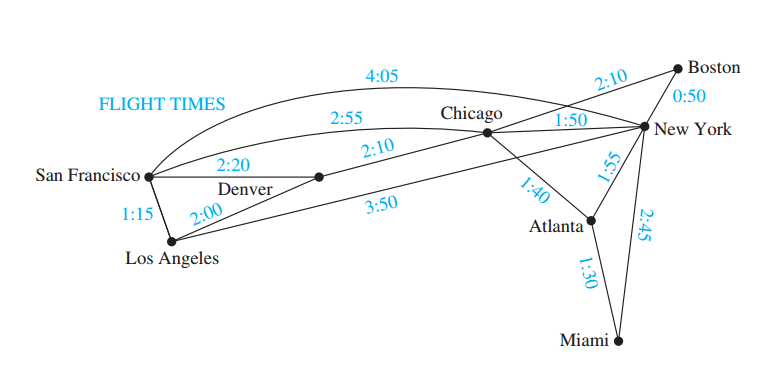 4:05
2:10
Boston
FLIGHT TIMES
0:50
Chicago
2:55
1:50
New York
2:10
San Francisco
2:20
1:55
Denver
1:40
1:15
2:00
3:50
Atlanta
2:45
Los Angeles
1:30
Miami